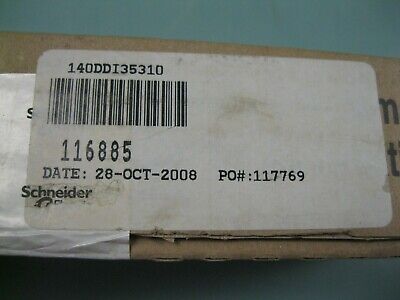 140DDI35310
116885
DATE: 28-OCT-2008 PO#:117769
Schneider